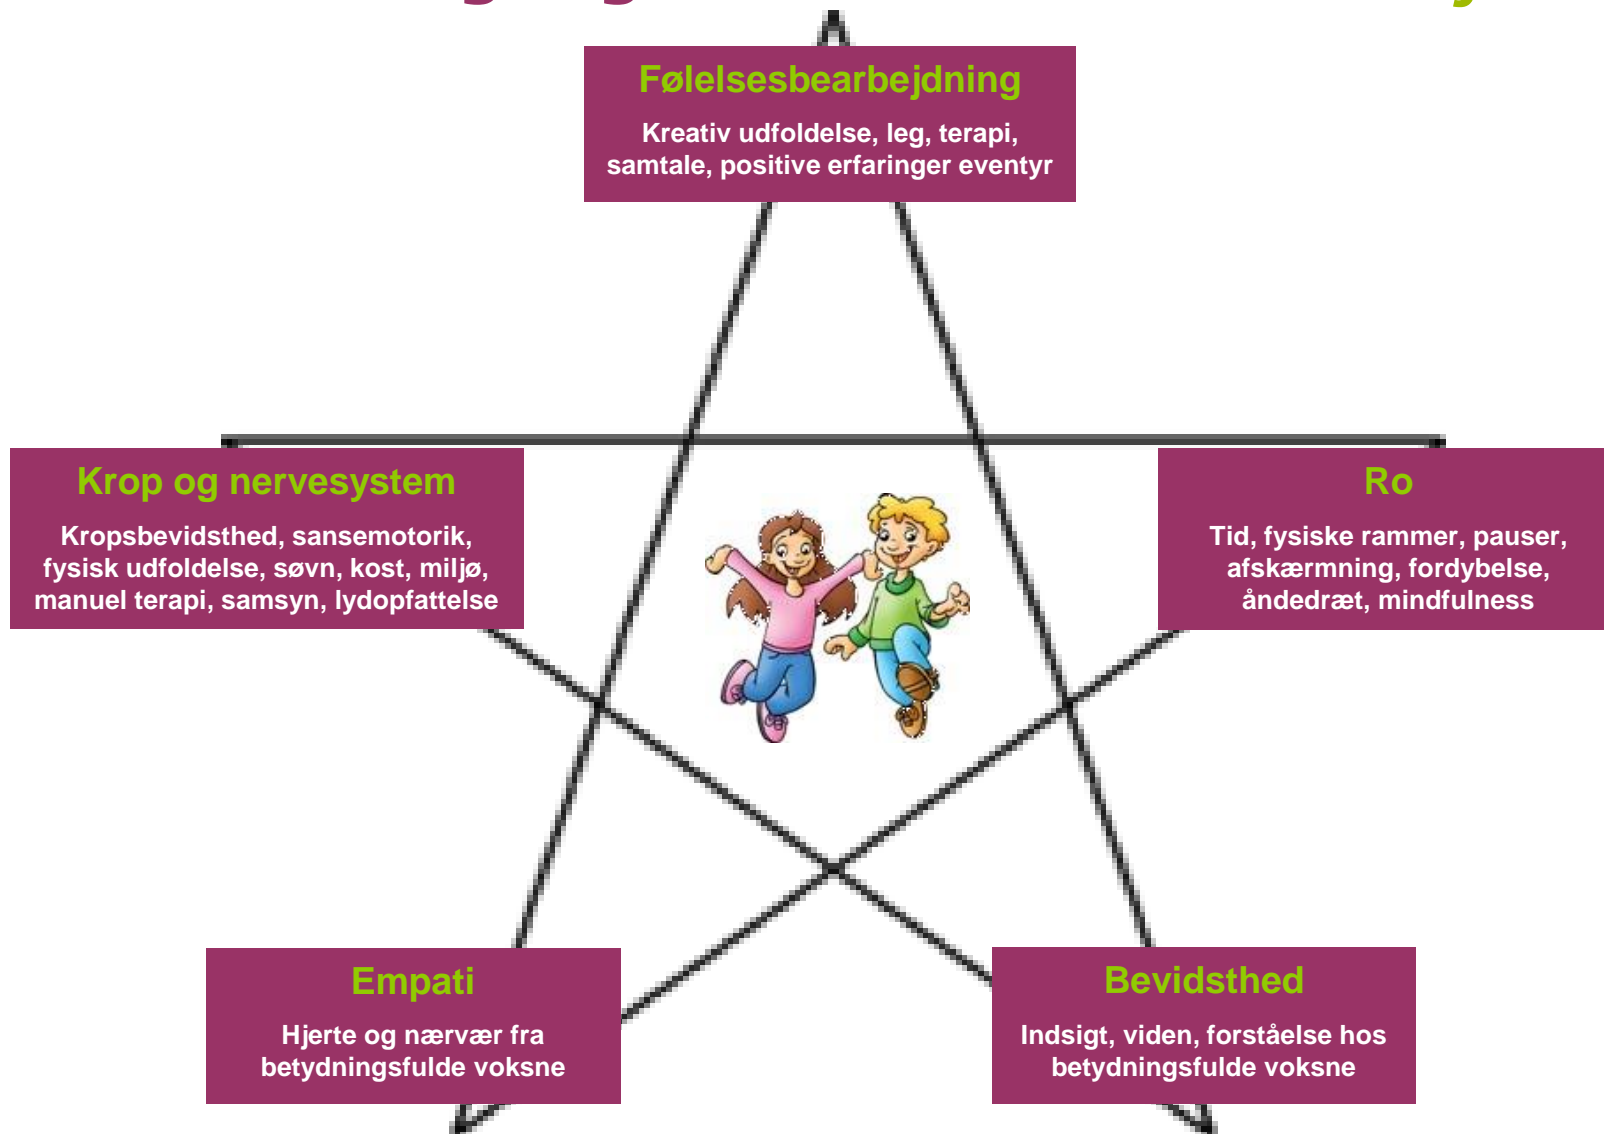 Følelsesbearbejdning
Kreativ udfoldelse, leg, terapi,
samtale, positive erfaringer eventyr
Krop og nervesystem
Kropsbevidsthed, sansemotorik,
fysisk udfoldelse, søvn, kost, miljø,
manuel terapi, samsyn, lydopfattelse
Ro
Tid, fysiske rammer, pauser,
afskærmning, fordybelse,
åndedræt, mindfulness
Empati
Hjerte og nærvær fra
betydningsfulde voksne
Bevidsthed
Indsigt, viden, forståelse hos
betydningsfulde voksne